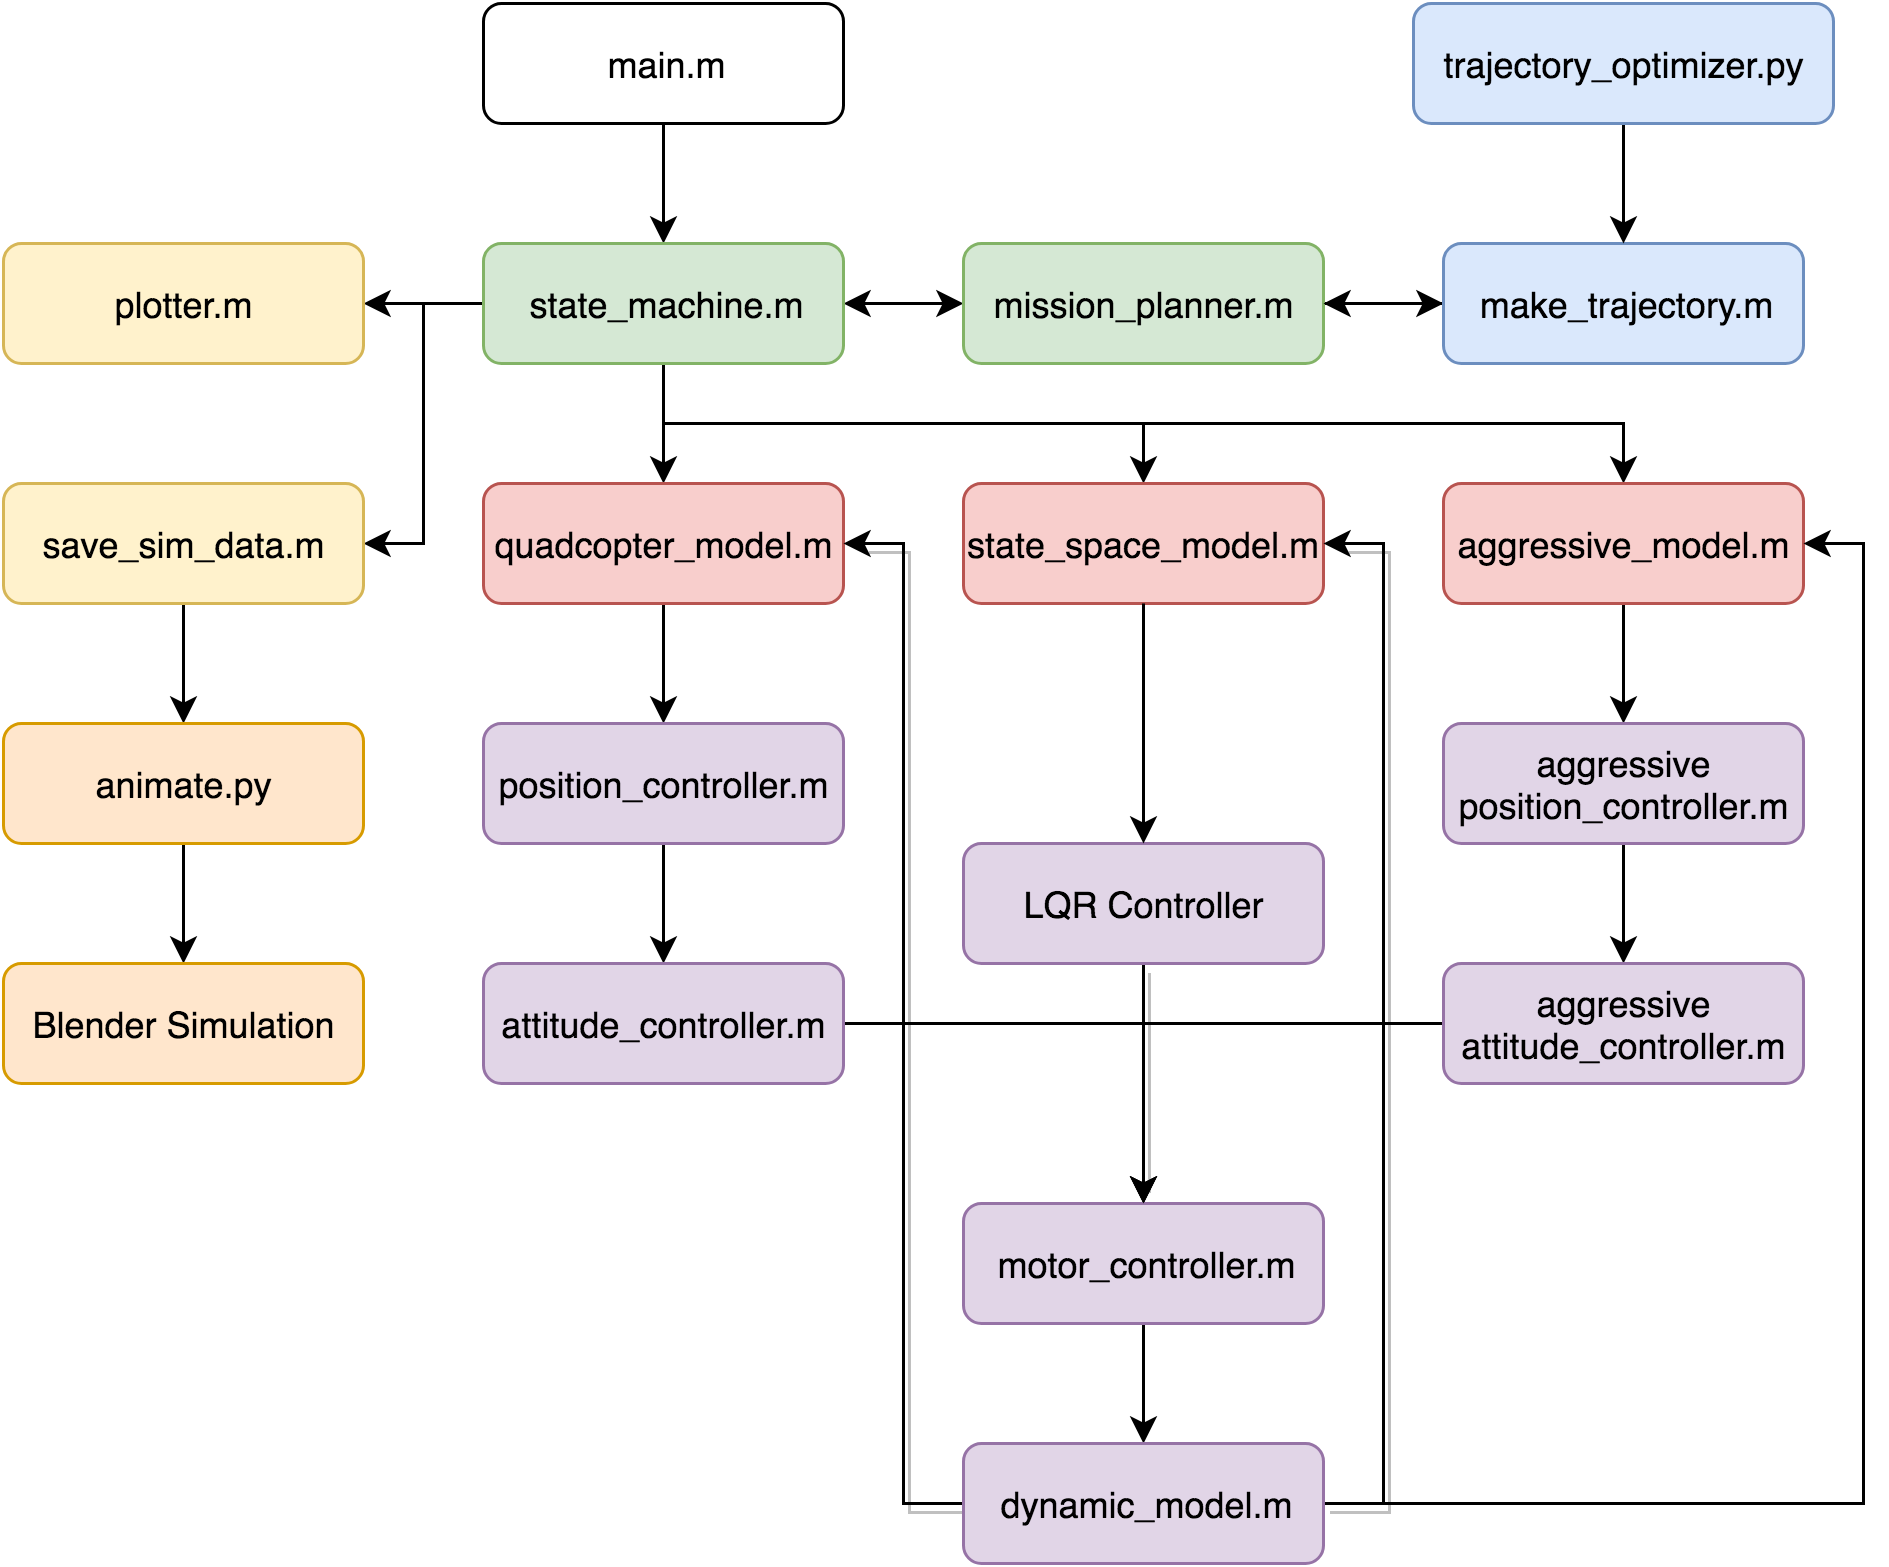 main.m
trajectory_optimizer.py
plotter.m
state_machine.m
mission_planner.m
make_trajectory.m
save_sim_data.m
quadcopter_model.m
state_space_model.m
aggressive_model.m
animate.py
position_controller.m
aggressive
position_controller.m
LQR Controller
Blender Simulation
attitude_controller.m
aggressive
attitude_controller.m
motor_controller.m
dynamic_model.m